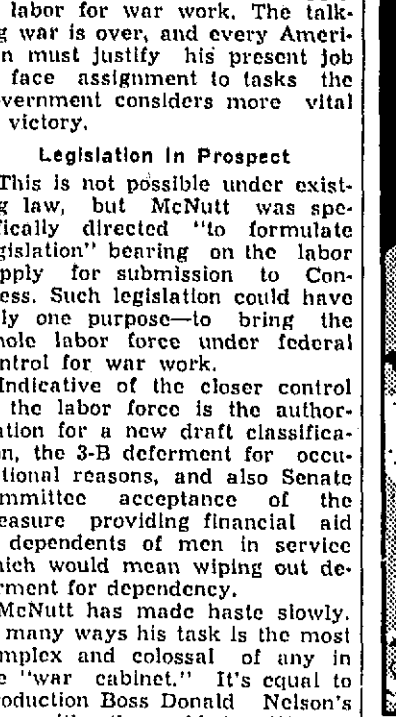 labor for war work. The talk-
g war is over, and every Ameri-
n must justify his present job
face assignment to tasks the
vernment considers more vital
victory.
Legislation In Prospect
This is not possible under exist-
g law, but McNutt was spe-
fically directed "to formulate
gislation" bearing on the labor
pply for submission to Con-
ess. Such legislation could have
ly one purpose—to bring the
hole labor force under federal
ntrol for war work.
Indicative of the closer control
the labor force is the author-
ation for a new draft classifica-
on, the 3-B deferment for occu-
tional reasons, and also Senate
mmittee acceptance of the
easure providing financial aid
dependents of men in service
hich would mean wiping out de-
rment for dependency.
McNutt has made haste slowly.
many ways his task is the most
mplex and colossal of any in
e "war cabinet." It's equal to
oduction Boss Donald Nelson's